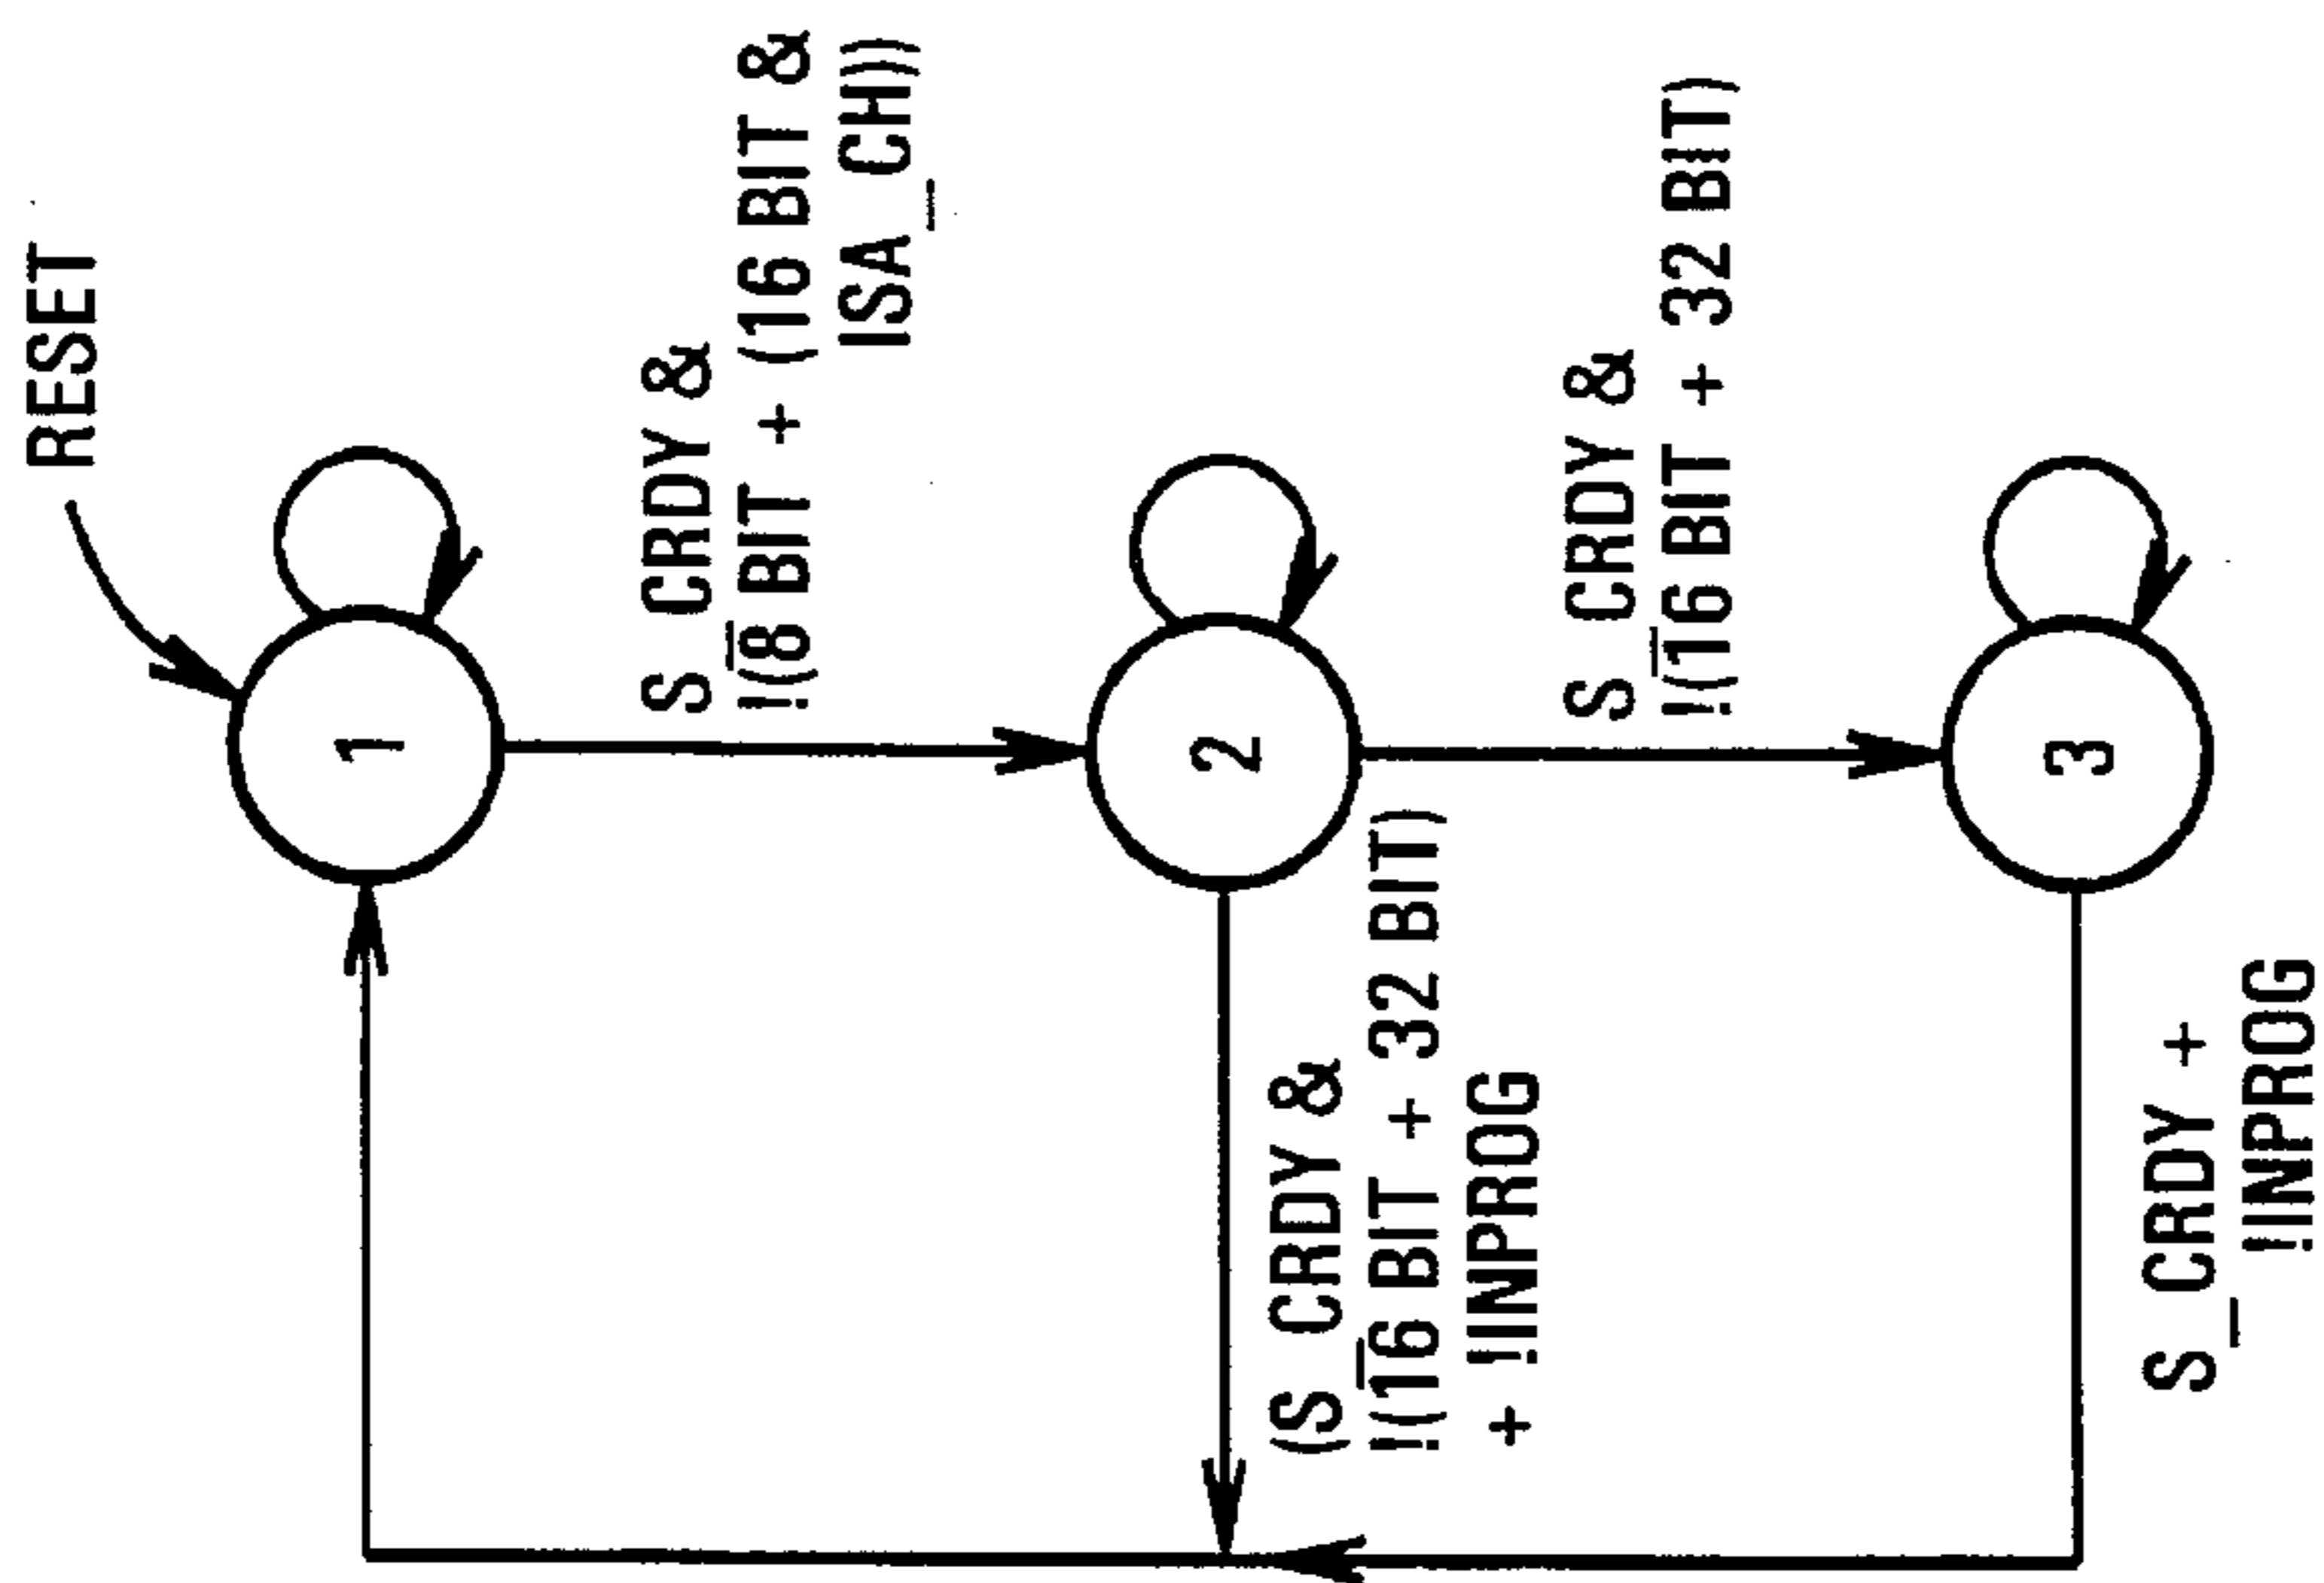 RESET
1
S_CRDY &
!(8 BIT + (16 BIT &
ISA_CH))
2
(S_CRDY &
!(16 BIT + 32 BIT)
+ !INPROG
S_CRDY &
!(16 BIT + 32 BIT)
3
S_CRDY +
!INPROG